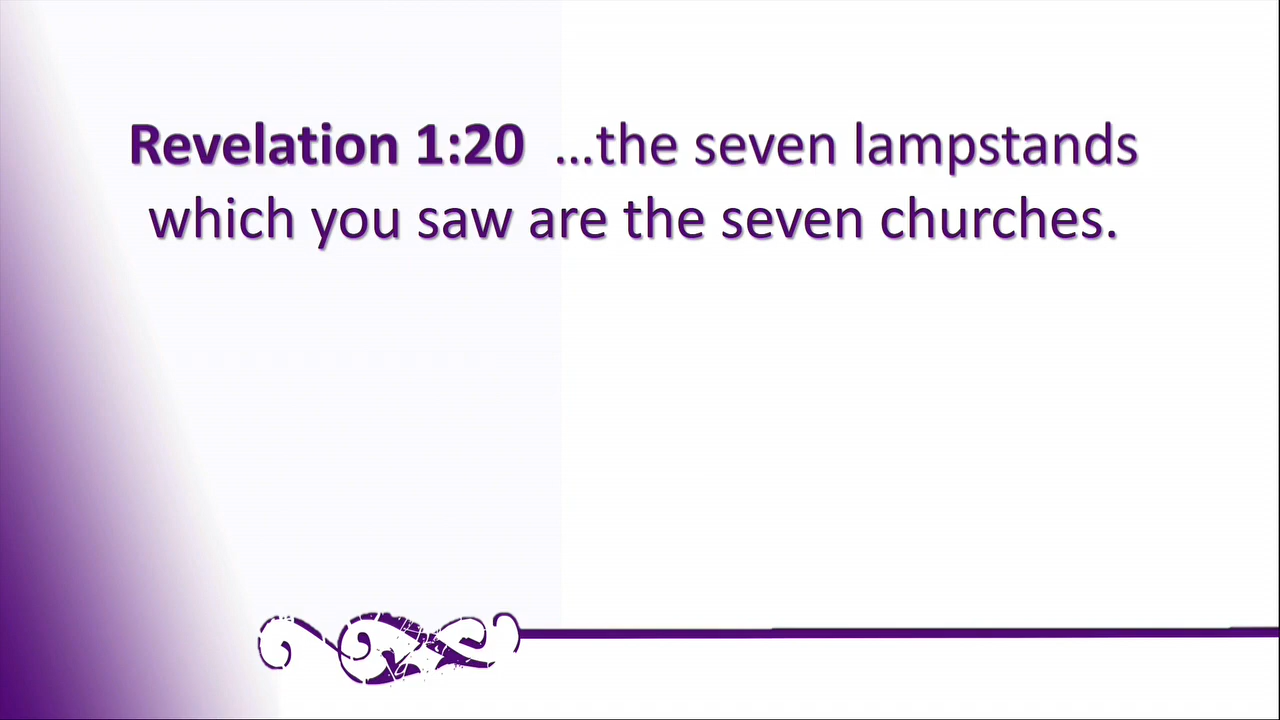 Revelation 1:20 ...the seven lampstands
which you saw are the seven churches.